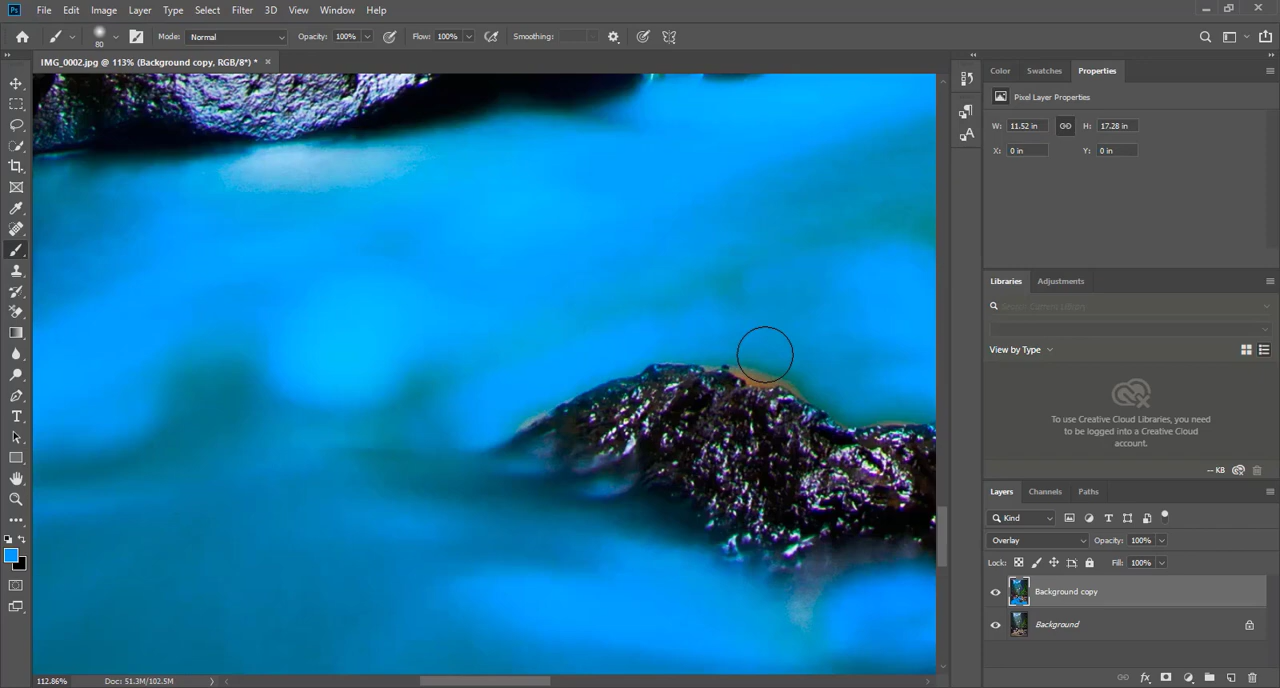 Ps File Edit Image Layer Type Select Filter 3D View Window Help
80 Mode: Normal Opacity: 100% Flow: 100% Smoothing:
IMG_0002.jpg @ 113% (Background copy, RGB/8*) * ×
Color Swatches Properties
Pixel Layer Properties
W: 11.52 in H: 17.28 in
X: 0 in Y: 0 in
Libraries Adjustments
View by Type
To use Creative Cloud Libraries, you need
to be logged into a Creative Cloud
account.
-- KB
Layers Channels Paths
Kind
Overlay Opacity: 100%
Lock: Fill: 100%
Background copy
Background
112.86% Doc: 51.3M/102.5M